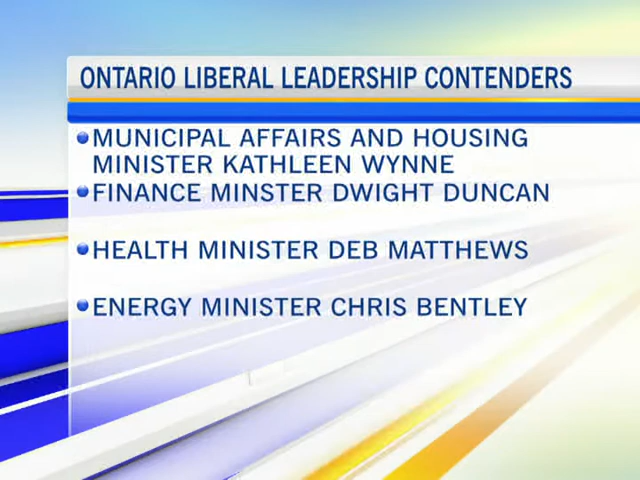 ONTARIO LIBERAL LEADERSHIP CONTENDERS
MUNICIPAL AFFAIRS AND HOUSING
MINISTER KATHLEEN WYNNE
FINANCE MINSTER DWIGHT DUNCAN
HEALTH MINISTER DEB MATTHEWS
ENERGY MINISTER CHRIS BENTLEY